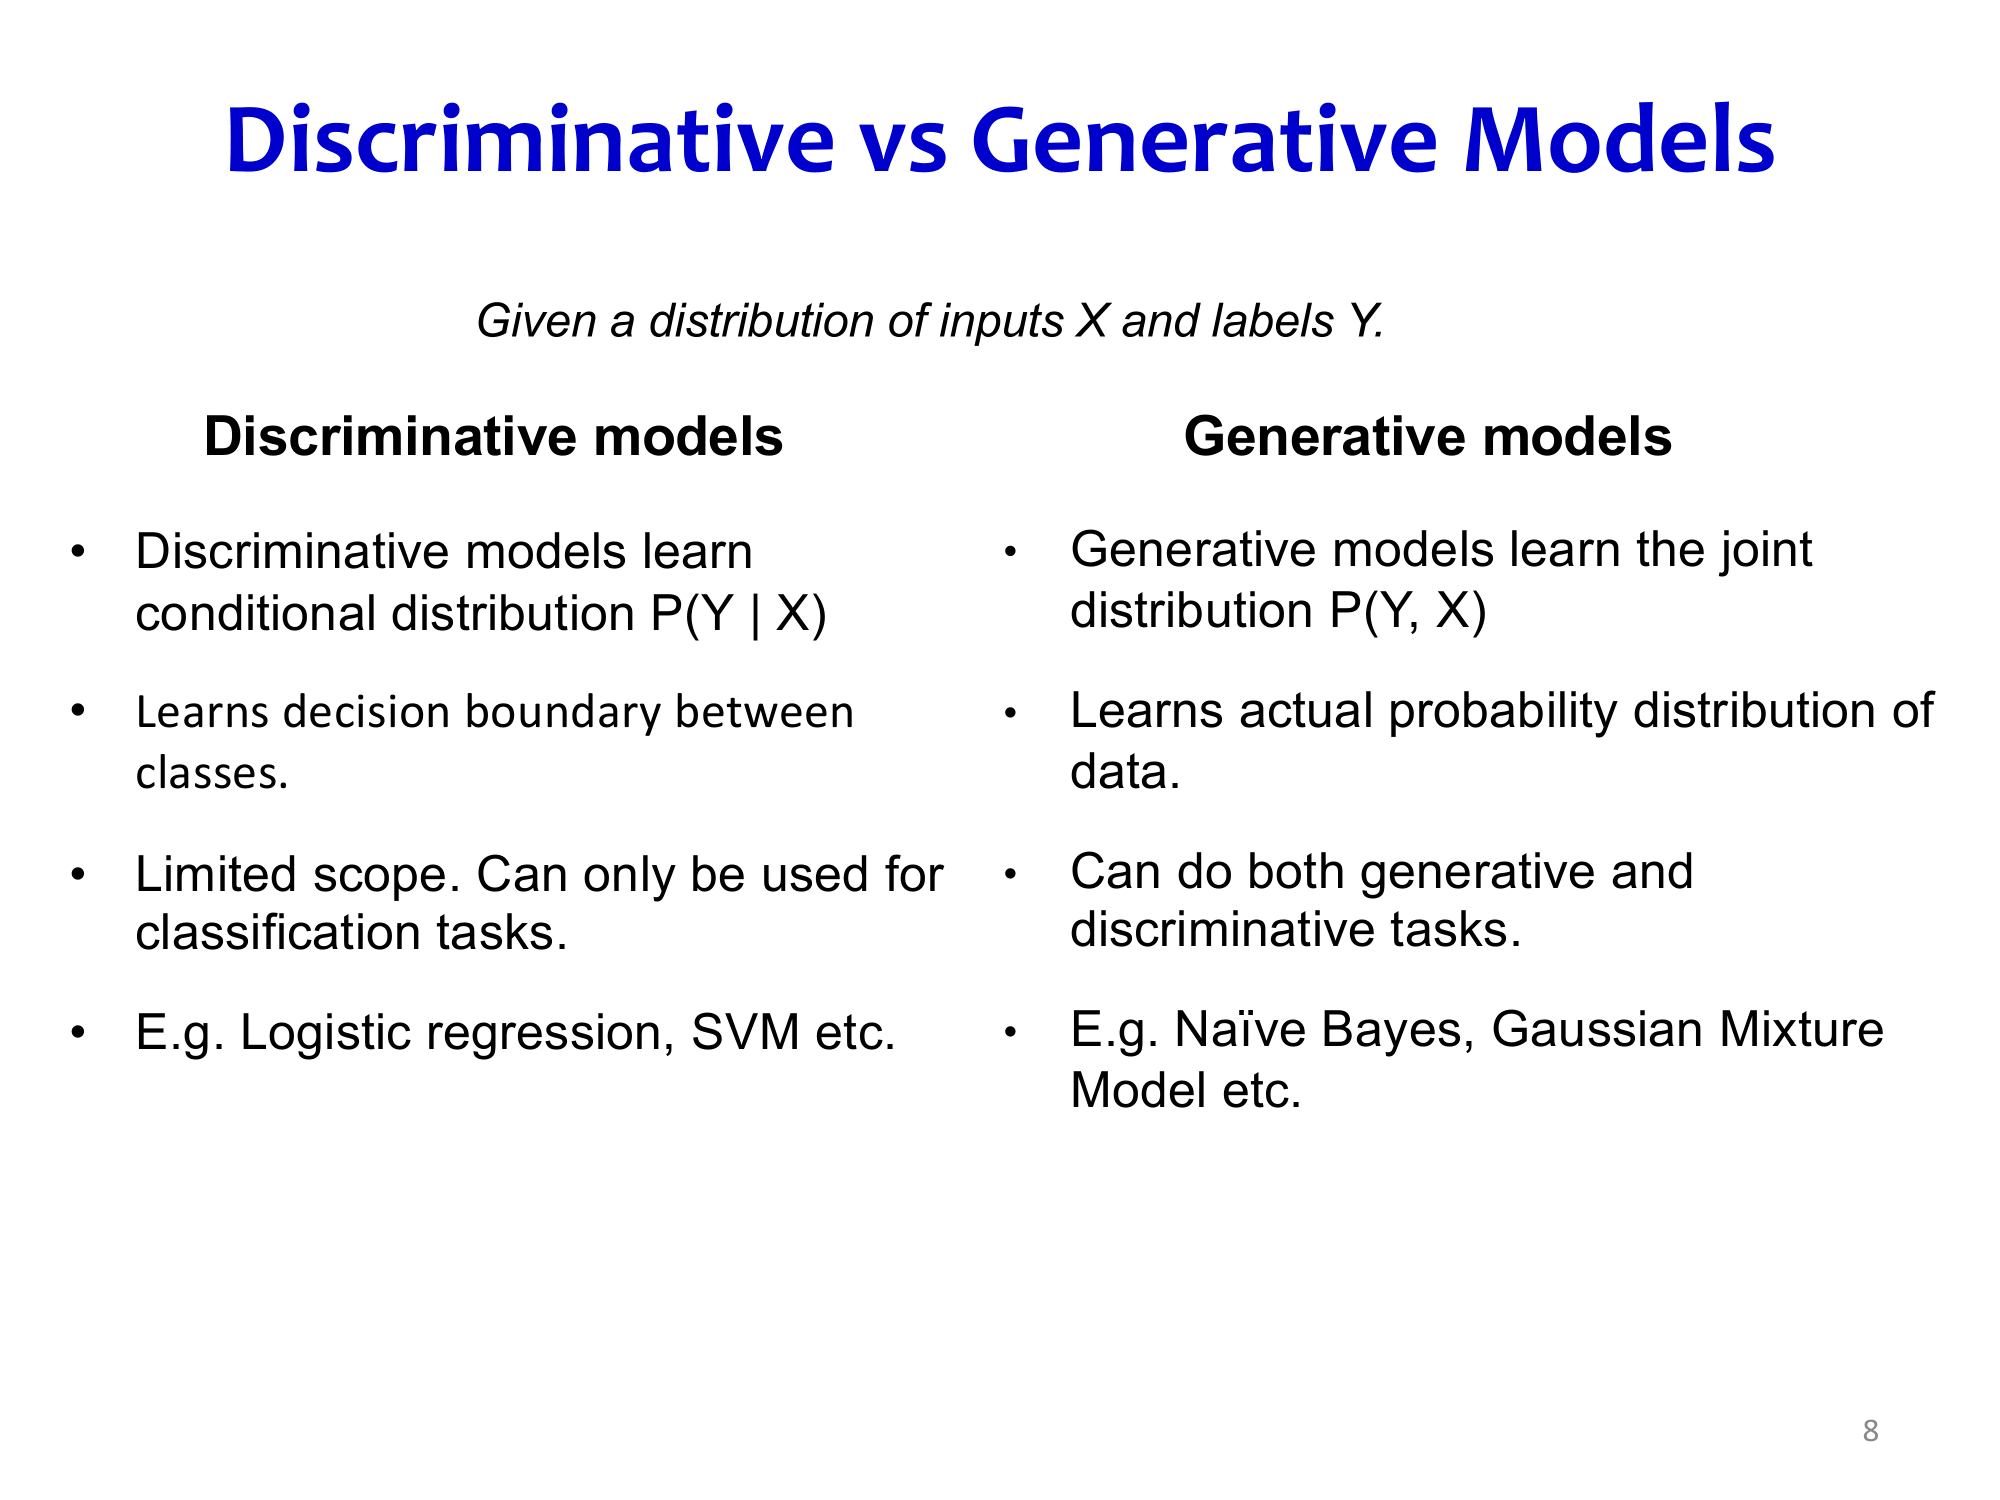 Discriminative vs Generative Models
Given a distribution of inputs X and labels Y.
Discriminative models
• Discriminative models learn
conditional distribution P(Y | X)
• Learns decision boundary between
classes.
• Limited scope. Can only be used for
classification tasks.
• E.g. Logistic regression, SVM etc.
Generative models
• Generative models learn the joint
distribution P(Y, X)
• Learns actual probability distribution of
data.
• Can do both generative and
discriminative tasks.
• E.g. Naïve Bayes, Gaussian Mixture
Model etc.
8